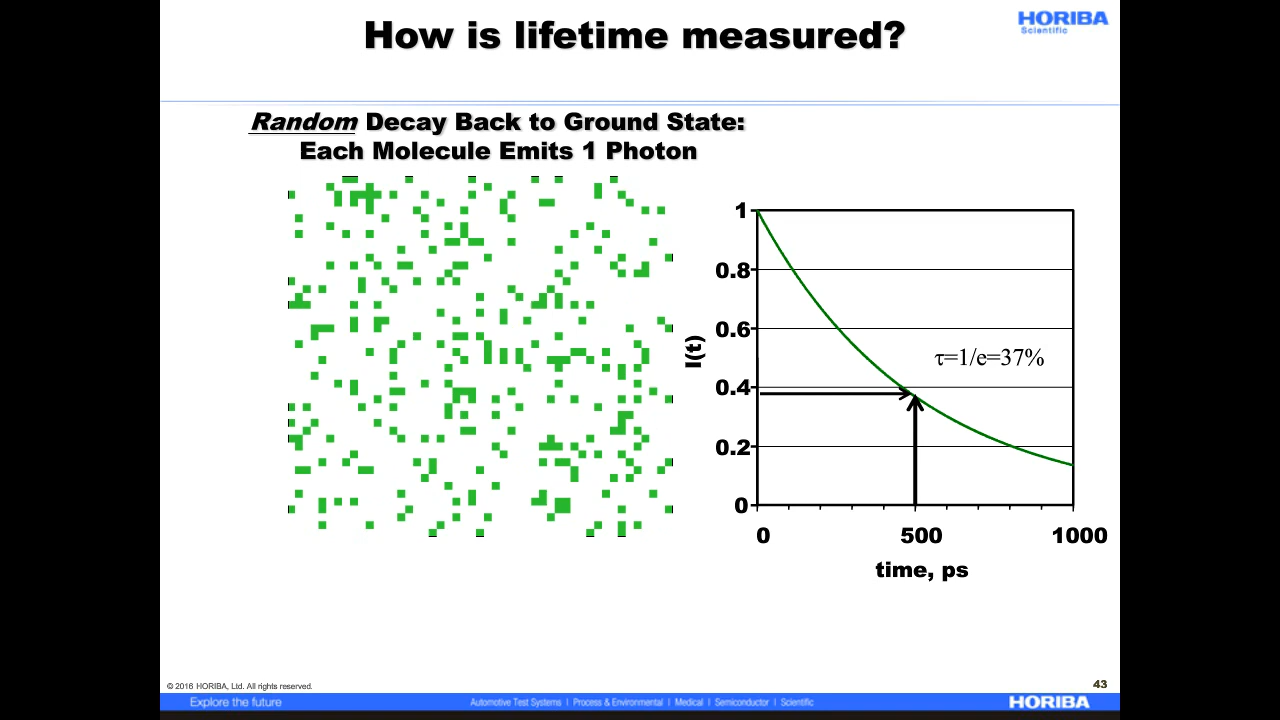 How is lifetime measured?
HORIBA
Scientific
Random Decay Back to Ground State:
Each Molecule Emits 1 Photon
1
0.8
0.6
0.4
0.2
0
I(t)
τ=1/e=37%
0 500 1000
time, ps
© 2016 HORIBA, Ltd. All rights reserved.
43
Explore the future
Automotive Test Systems | Process & Environmental | Medical | Semiconductor | Scientific
HORIBA